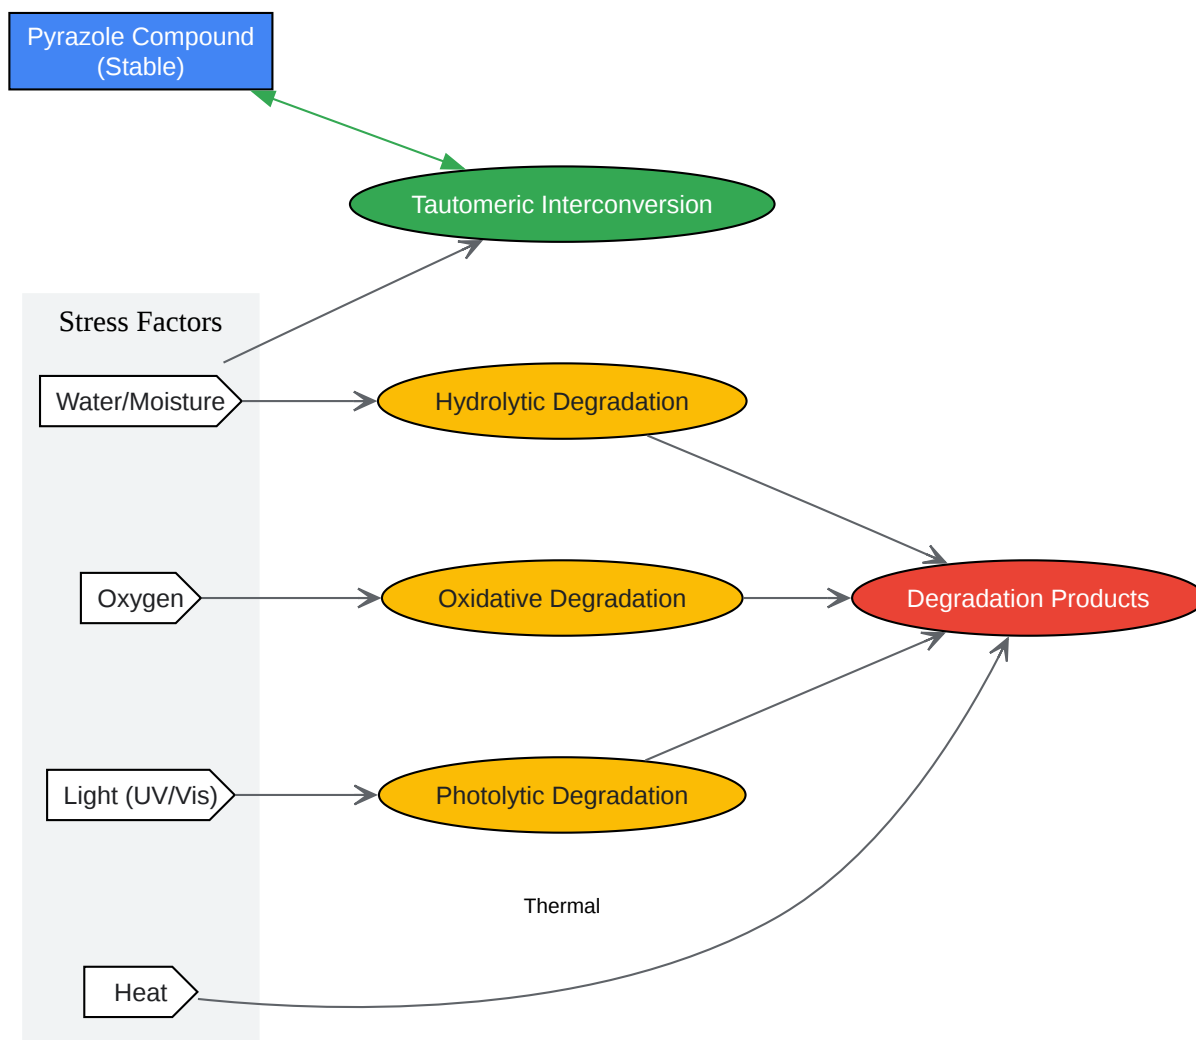 Pyrazole Compound
(Stable)
Tautomeric Interconversion
Stress Factors
Water/Moisture
Hydrolytic Degradation
Oxygen
Oxidative Degradation
Degradation Products
Light (UV/Vis)
Photolytic Degradation
Thermal
Heat